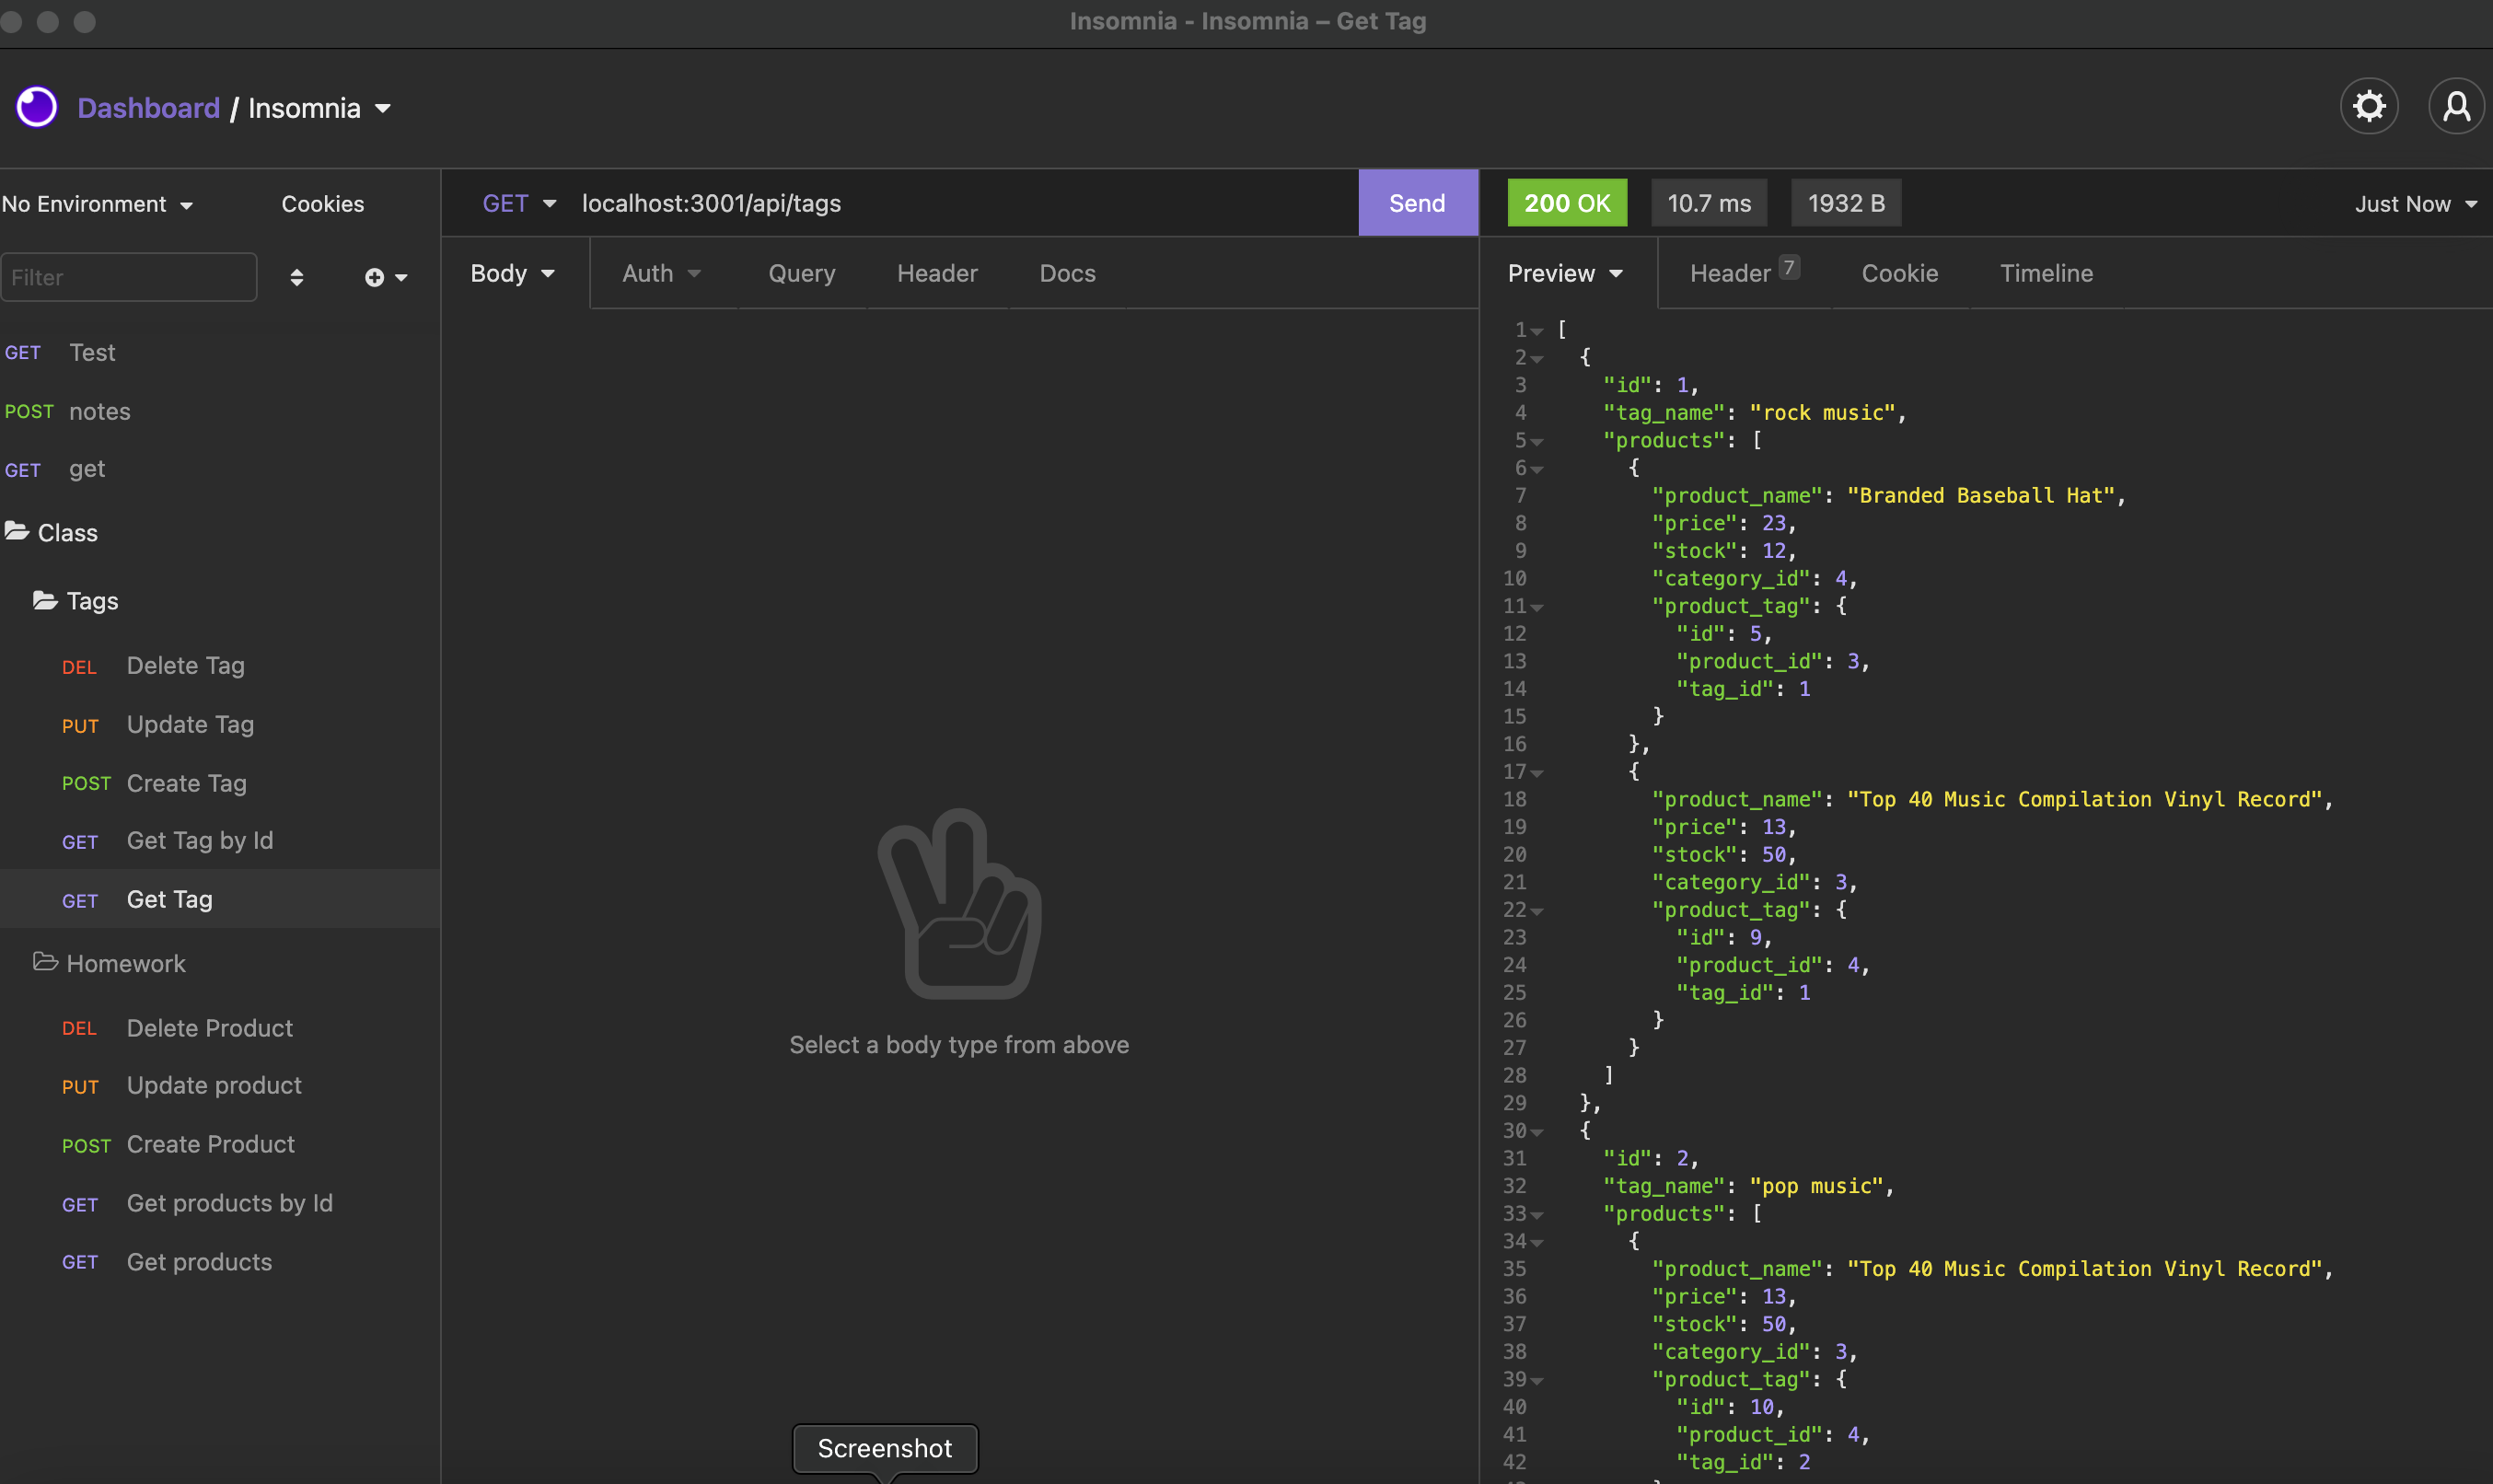 Insomnia - Insomnia – Get Tag
Dashboard / Insomnia
No Environment
Cookies
Filter
GET Test
POST notes
GET get
Class
Tags
DEL Delete Tag
PUT Update Tag
POST Create Tag
GET Get Tag by Id
GET Get Tag
Homework
DEL Delete Product
PUT Update product
POST Create Product
GET Get products by Id
GET Get products
GET localhost:3001/api/tags Send
Body Auth Query Header Docs
Select a body type from above
Screenshot
200 OK 10.7 ms 1932 B Just Now
Preview Header 7 Cookie Timeline
1 [
2 {
3 "id": 1,
4 "tag_name": "rock music",
5 "products": [
6 {
7 "product_name": "Branded Baseball Hat",
8 "price": 23,
9 "stock": 12,
10 "category_id": 4,
11 "product_tag": {
12 "id": 5,
13 "product_id": 3,
14 "tag_id": 1
15 }
16 },
17 {
18 "product_name": "Top 40 Music Compilation Vinyl Record",
19 "price": 13,
20 "stock": 50,
21 "category_id": 3,
22 "product_tag": {
23 "id": 9,
24 "product_id": 4,
25 "tag_id": 1
26 }
27 }
28 ]
29 },
30 {
31 "id": 2,
32 "tag_name": "pop music",
33 "products": [
34 {
35 "product_name": "Top 40 Music Compilation Vinyl Record",
36 "price": 13,
37 "stock": 50,
38 "category_id": 3,
39 "product_tag": {
40 "id": 10,
41 "product_id": 4,
42 "tag_id": 2